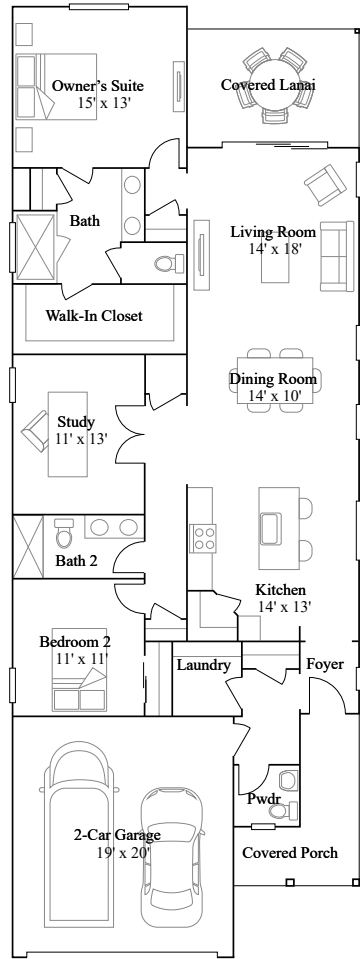 Owner's Suite
15' x 13'
Covered Lanai
Bath
Living Room
14' x 18'
Walk-In Closet
Dining Room
14' x 10'
Study
11' x 13'
Bath 2
Kitchen
14' x 13'
Bedroom 2
11' x 11'
Laundry
Foyer
Pwdr
2-Car Garage
19' x 20'
Covered Porch